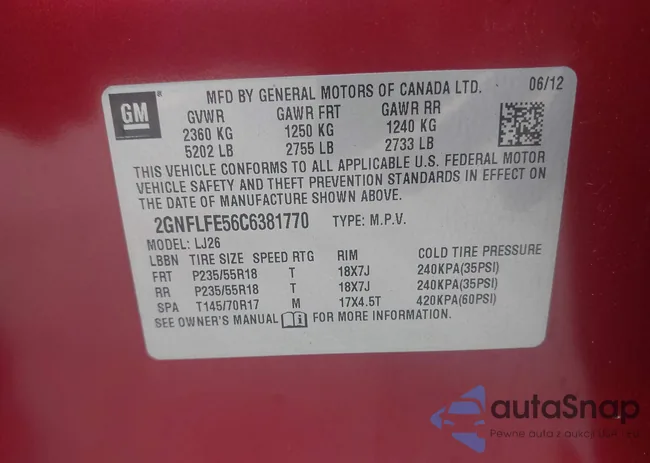 MFD BY GENERAL MOTORS OF CANADA LTD. 06/12
GM
GVWR GAWR FRT GAWR RR
2360 KG 1250 KG 1240 KG
5202 LB 2755 LB 2733 LB
THIS VEHICLE CONFORMS TO ALL APPLICABLE U.S. FEDERAL MOTOR
VEHICLE SAFETY AND THEFT PREVENTION STANDARDS IN EFFECT ON
THE DATE OF MANUFACTURE SHOWN ABOVE.
2GNFLFE56C6381770 TYPE: M.P.V.
MODEL: LJ26
LBBN TIRE SIZE SPEED RTG RIM COLD TIRE PRESSURE
FRT P235/55R18 T 18X7J 240KPA(35PSI)
RR P235/55R18 T 18X7J 240KPA(35PSI)
SPA T145/70R17 M 17X4.5T 420KPA(60PSI)
SEE OWNER'S MANUAL FOR MORE INFORMATION.
autaSnap
Pewne auta z aukcji